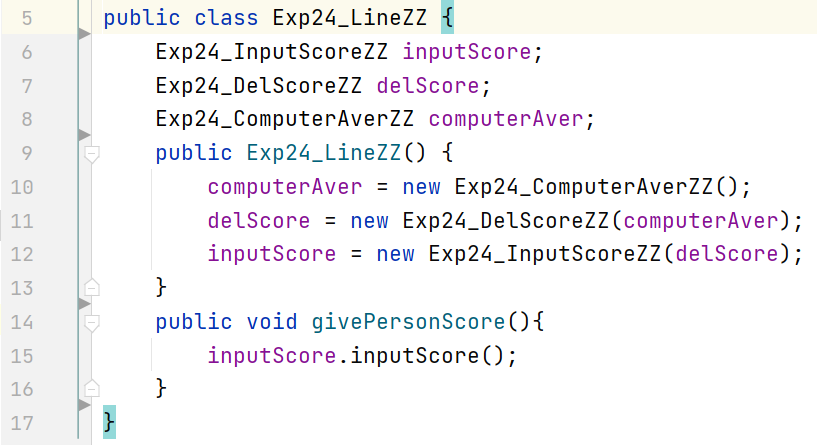 5 public class Exp24_LineZZ {
6     Exp24_InputScoreZZ inputScore;
7     Exp24_DelScoreZZ delScore;
8     Exp24_ComputerAverZZ computerAver;
9     public Exp24_LineZZ() {
10         computerAver = new Exp24_ComputerAverZZ();
11         delScore = new Exp24_DelScoreZZ(computerAver);
12         inputScore = new Exp24_InputScoreZZ(delScore);
13     }
14     public void givePersonScore(){
15         inputScore.inputScore();
16     }
17 }